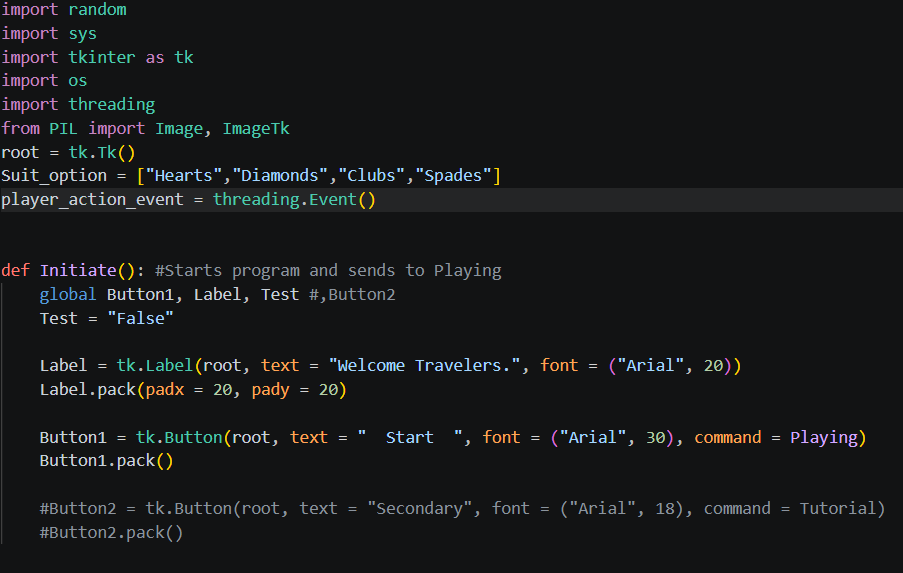 import random
import sys
import tkinter as tk
import os
import threading
from PIL import Image, ImageTk
root = tk.Tk()
Suit_option = ["Hearts","Diamonds","Clubs","Spades"]
player_action_event = threading.Event()
def Initiate(): #Starts program and sends to Playing
    global Button1, Label, Test #,Button2
    Test = "False"
    Label = tk.Label(root, text = "Welcome Travelers.", font = ("Arial", 20))
    Label.pack(padx = 20, pady = 20)
    Button1 = tk.Button(root, text = "  Start  ", font = ("Arial", 30), command = Playing)
    Button1.pack()
    #Button2 = tk.Button(root, text = "Secondary", font = ("Arial", 18), command = Tutorial)
    #Button2.pack()